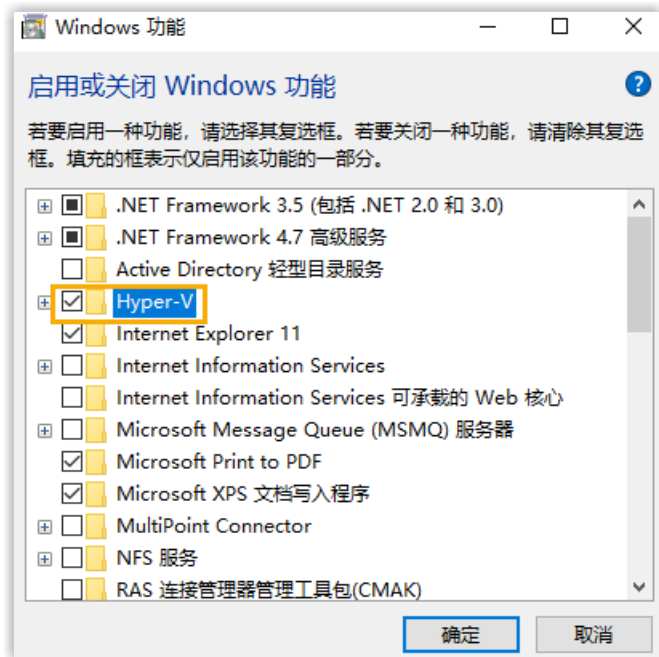 Windows 功能
启用或关闭 Windows 功能
若要启用一种功能，请选择其复选框。若要关闭一种功能，请清除其复选
框。填充的框表示仅启用该功能的一部分。
.NET Framework 3.5 (包括 .NET 2.0 和 3.0)
.NET Framework 4.7 高级服务
Active Directory 轻型目录服务
Hyper-V
Internet Explorer 11
Internet Information Services
Internet Information Services 可承载的 Web 核心
Microsoft Message Queue (MSMQ) 服务器
Microsoft Print to PDF
Microsoft XPS 文档写入程序
MultiPoint Connector
NFS 服务
RAS 连接管理器管理工具包(CMAK)
确定 取消